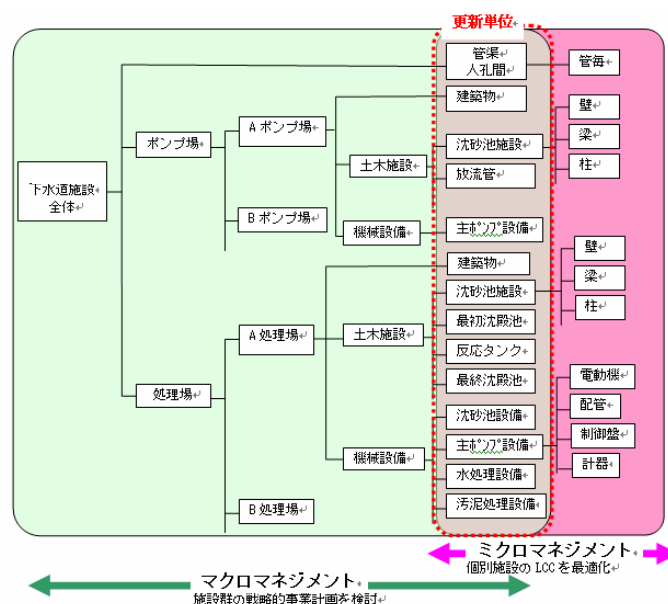 更新単位
管渠
人孔間
管毎
建築物
壁
Aポンプ場
ポンプ場
沈砂池施設
梁
土木施設
放流管
柱
下水道施設
全体
Bポンプ場
機械設備
主ポンプ設備
建築物
壁
沈砂池施設
梁
最初沈殿池
柱
A処理場
土木施設
反応タンク
最終沈殿池
電動機
処理場
沈砂池設備
配管
主ポンプ設備
制御盤
機械設備
水処理設備
計器
B処理場
汚泥処理設備
ミクロマネジメント
個別施設のLCCを最適化
マクロマネジメント
施設群の戦略的事業計画を検討